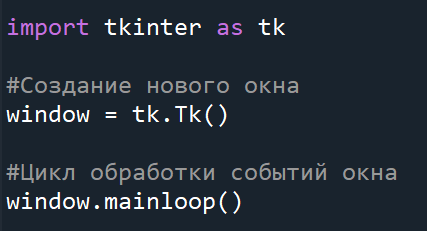 import tkinter as tk
#Создание нового окна
window = tk.Tk()
#Цикл обработки событий окна
window.mainloop()